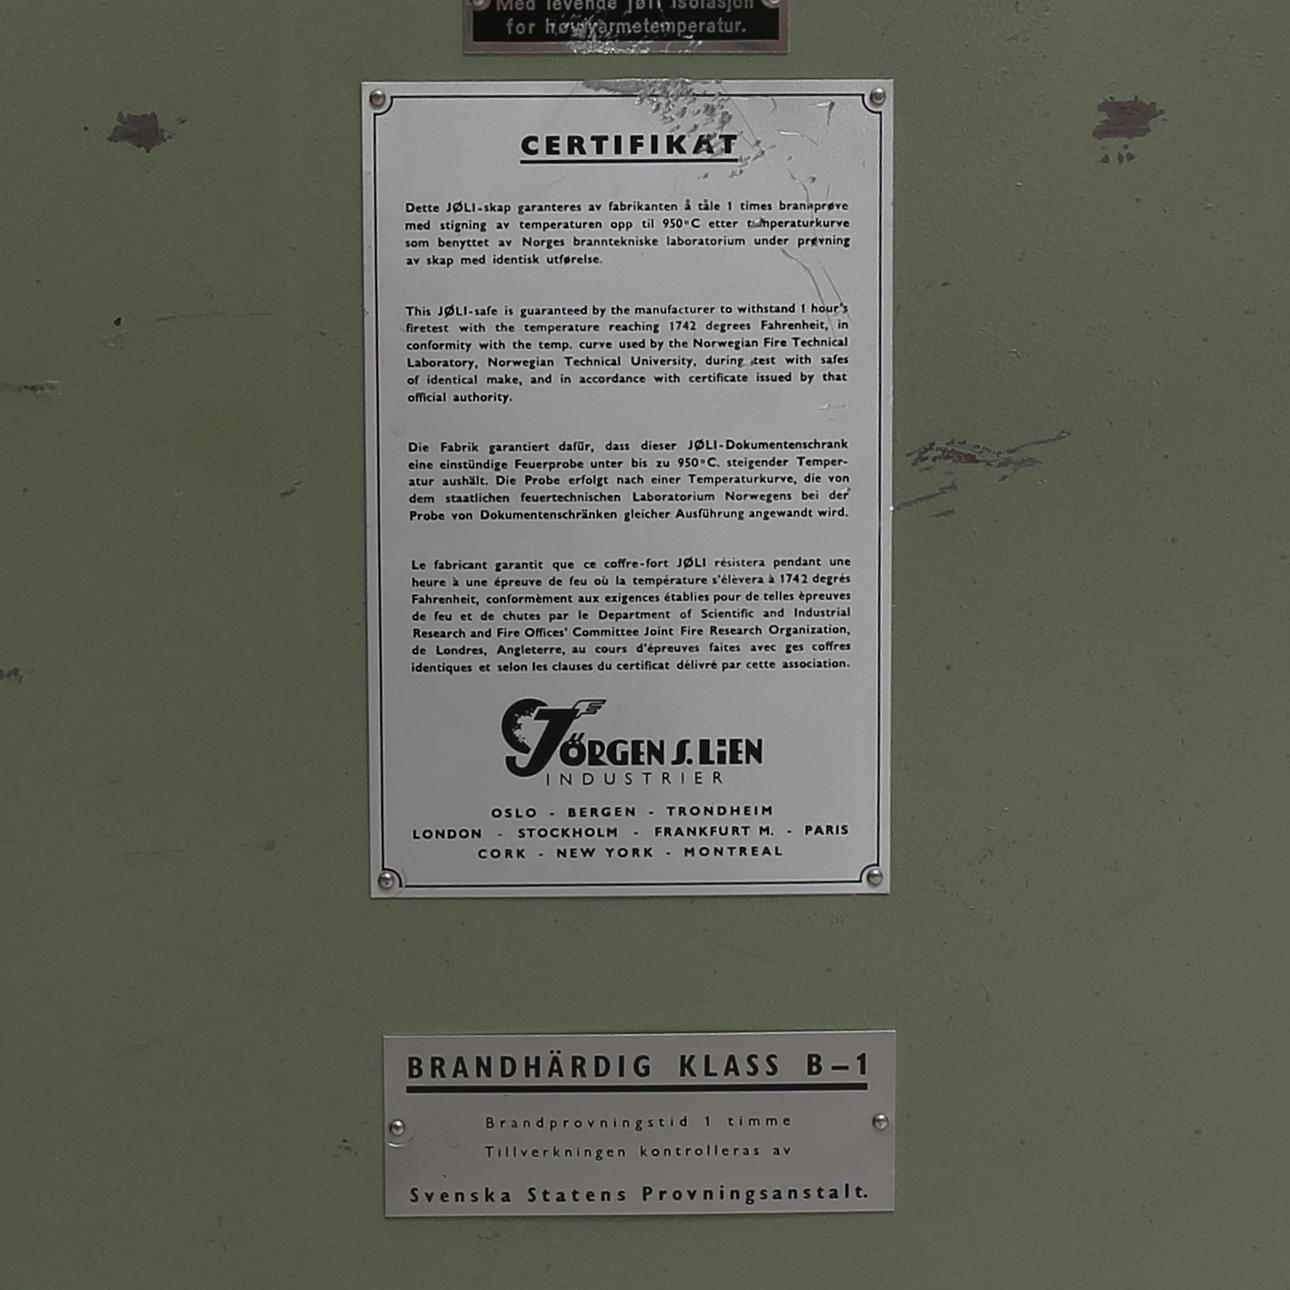 Med levende Jøli isolasjon
for høy varmetemperatur.
CERTIFIKAT
Dette JØLI-skap garanteres av fabrikanten å tåle 1 times brannprøve
med stigning av temperaturen opp til 950°C etter temperaturkurve
som benyttet av Norges branntekniske laboratorium under prøvning
av skap med identisk utførelse.
This JØLI-safe is guaranteed by the manufacturer to withstand 1 hour's
firetest with the temperature reaching 1742 degrees Fahrenheit, in
conformity with the temp. curve used by the Norwegian Fire Technical
Laboratory, Norwegian Technical University, during test with safes
of identical make, and in accordance with certificate issued by that
official authority.
Die Fabrik garantiert dafür, dass dieser JØLI-Dokumentenschrank
eine einstündige Feuerprobe unter bis zu 950°C. steigender Temper-
atur aushält. Die Probe erfolgt nach einer Temperaturkurve, die von
dem staatlichen feuertechnischen Laboratorium Norwegens bei der
Probe von Dokumentenschränken gleicher Ausführung angewandt wird.
Le fabricant garantit que ce coffre-fort JØLI résistera pendant une
heure à une épreuve de feu où la température s'élèvera à 1742 degrés
Fahrenheit, conformèment aux exigences établies pour de telles èpreuves
de feu et de chutes par le Department of Scientific and Industrial
Research and Fire Offices' Committee Joint Fire Research Organization,
de Londres, Angleterre, au cours d'épreuves faites avec ges coffres
identiques et selon les clauses du certificat délivré par cette association.
JÖRGEN S. LIEN
INDUSTRIER
OSLO - BERGEN - TRONDHEIM
LONDON - STOCKHOLM - FRANKFURT M. - PARIS
CORK - NEW YORK - MONTREAL
BRANDHÄRDIG KLASS B-1
Brandprovningstid 1 timme
Tillverkningen kontrolleras av
Svenska Statens Provningsanstalt.